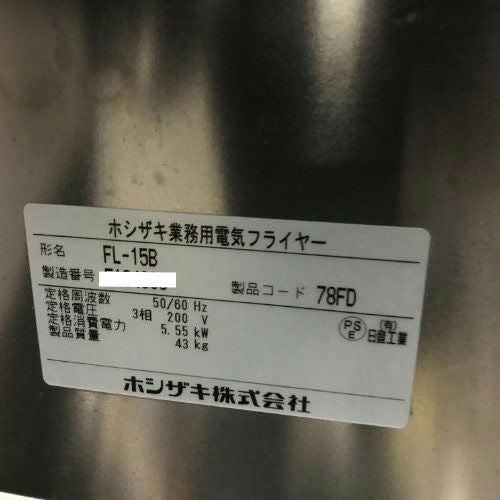 ホシザキ業務用電気フライヤー
形名 FL-15B
製造番号
製品コード 78FD
定格周波数 50/60 Hz
定格電圧 3相 200 V
定格消費電力 5.55 kW
製品質量 43 kg
PS
E
(有)
日登工業
ホシザキ株式会社